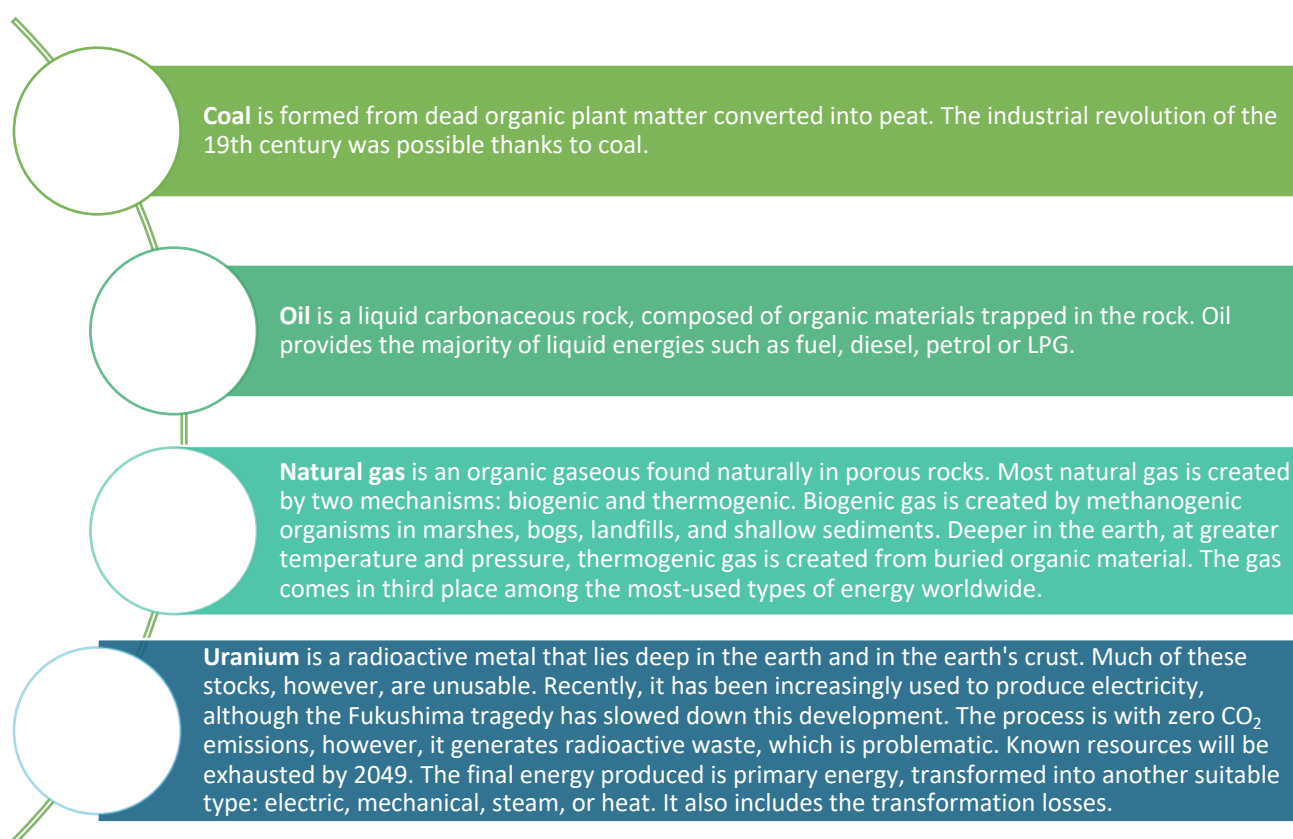 Coal is formed from dead organic plant matter converted into peat. The industrial revolution of the
19th century was possible thanks to coal.
Oil is a liquid carbonaceous rock, composed of organic materials trapped in the rock. Oil
provides the majority of liquid energies such as fuel, diesel, petrol or LPG.
Natural gas is an organic gaseous found naturally in porous rocks. Most natural gas is created
by two mechanisms: biogenic and thermogenic. Biogenic gas is created by methanogenic
organisms in marshes, bogs, landfills, and shallow sediments. Deeper in the earth, at greater
temperature and pressure, thermogenic gas is created from buried organic material. The gas
comes in third place among the most-used types of energy worldwide.
Uranium is a radioactive metal that lies deep in the earth and in the earth's crust. Much of these
stocks, however, are unusable. Recently, it has been increasingly used to produce electricity,
although the Fukushima tragedy has slowed down this development. The process is with zero CO₂
emissions, however, it generates radioactive waste, which is problematic. Known resources will be
exhausted by 2049. The final energy produced is primary energy, transformed into another suitable
type: electric, mechanical, steam, or heat. It also includes the transformation losses.